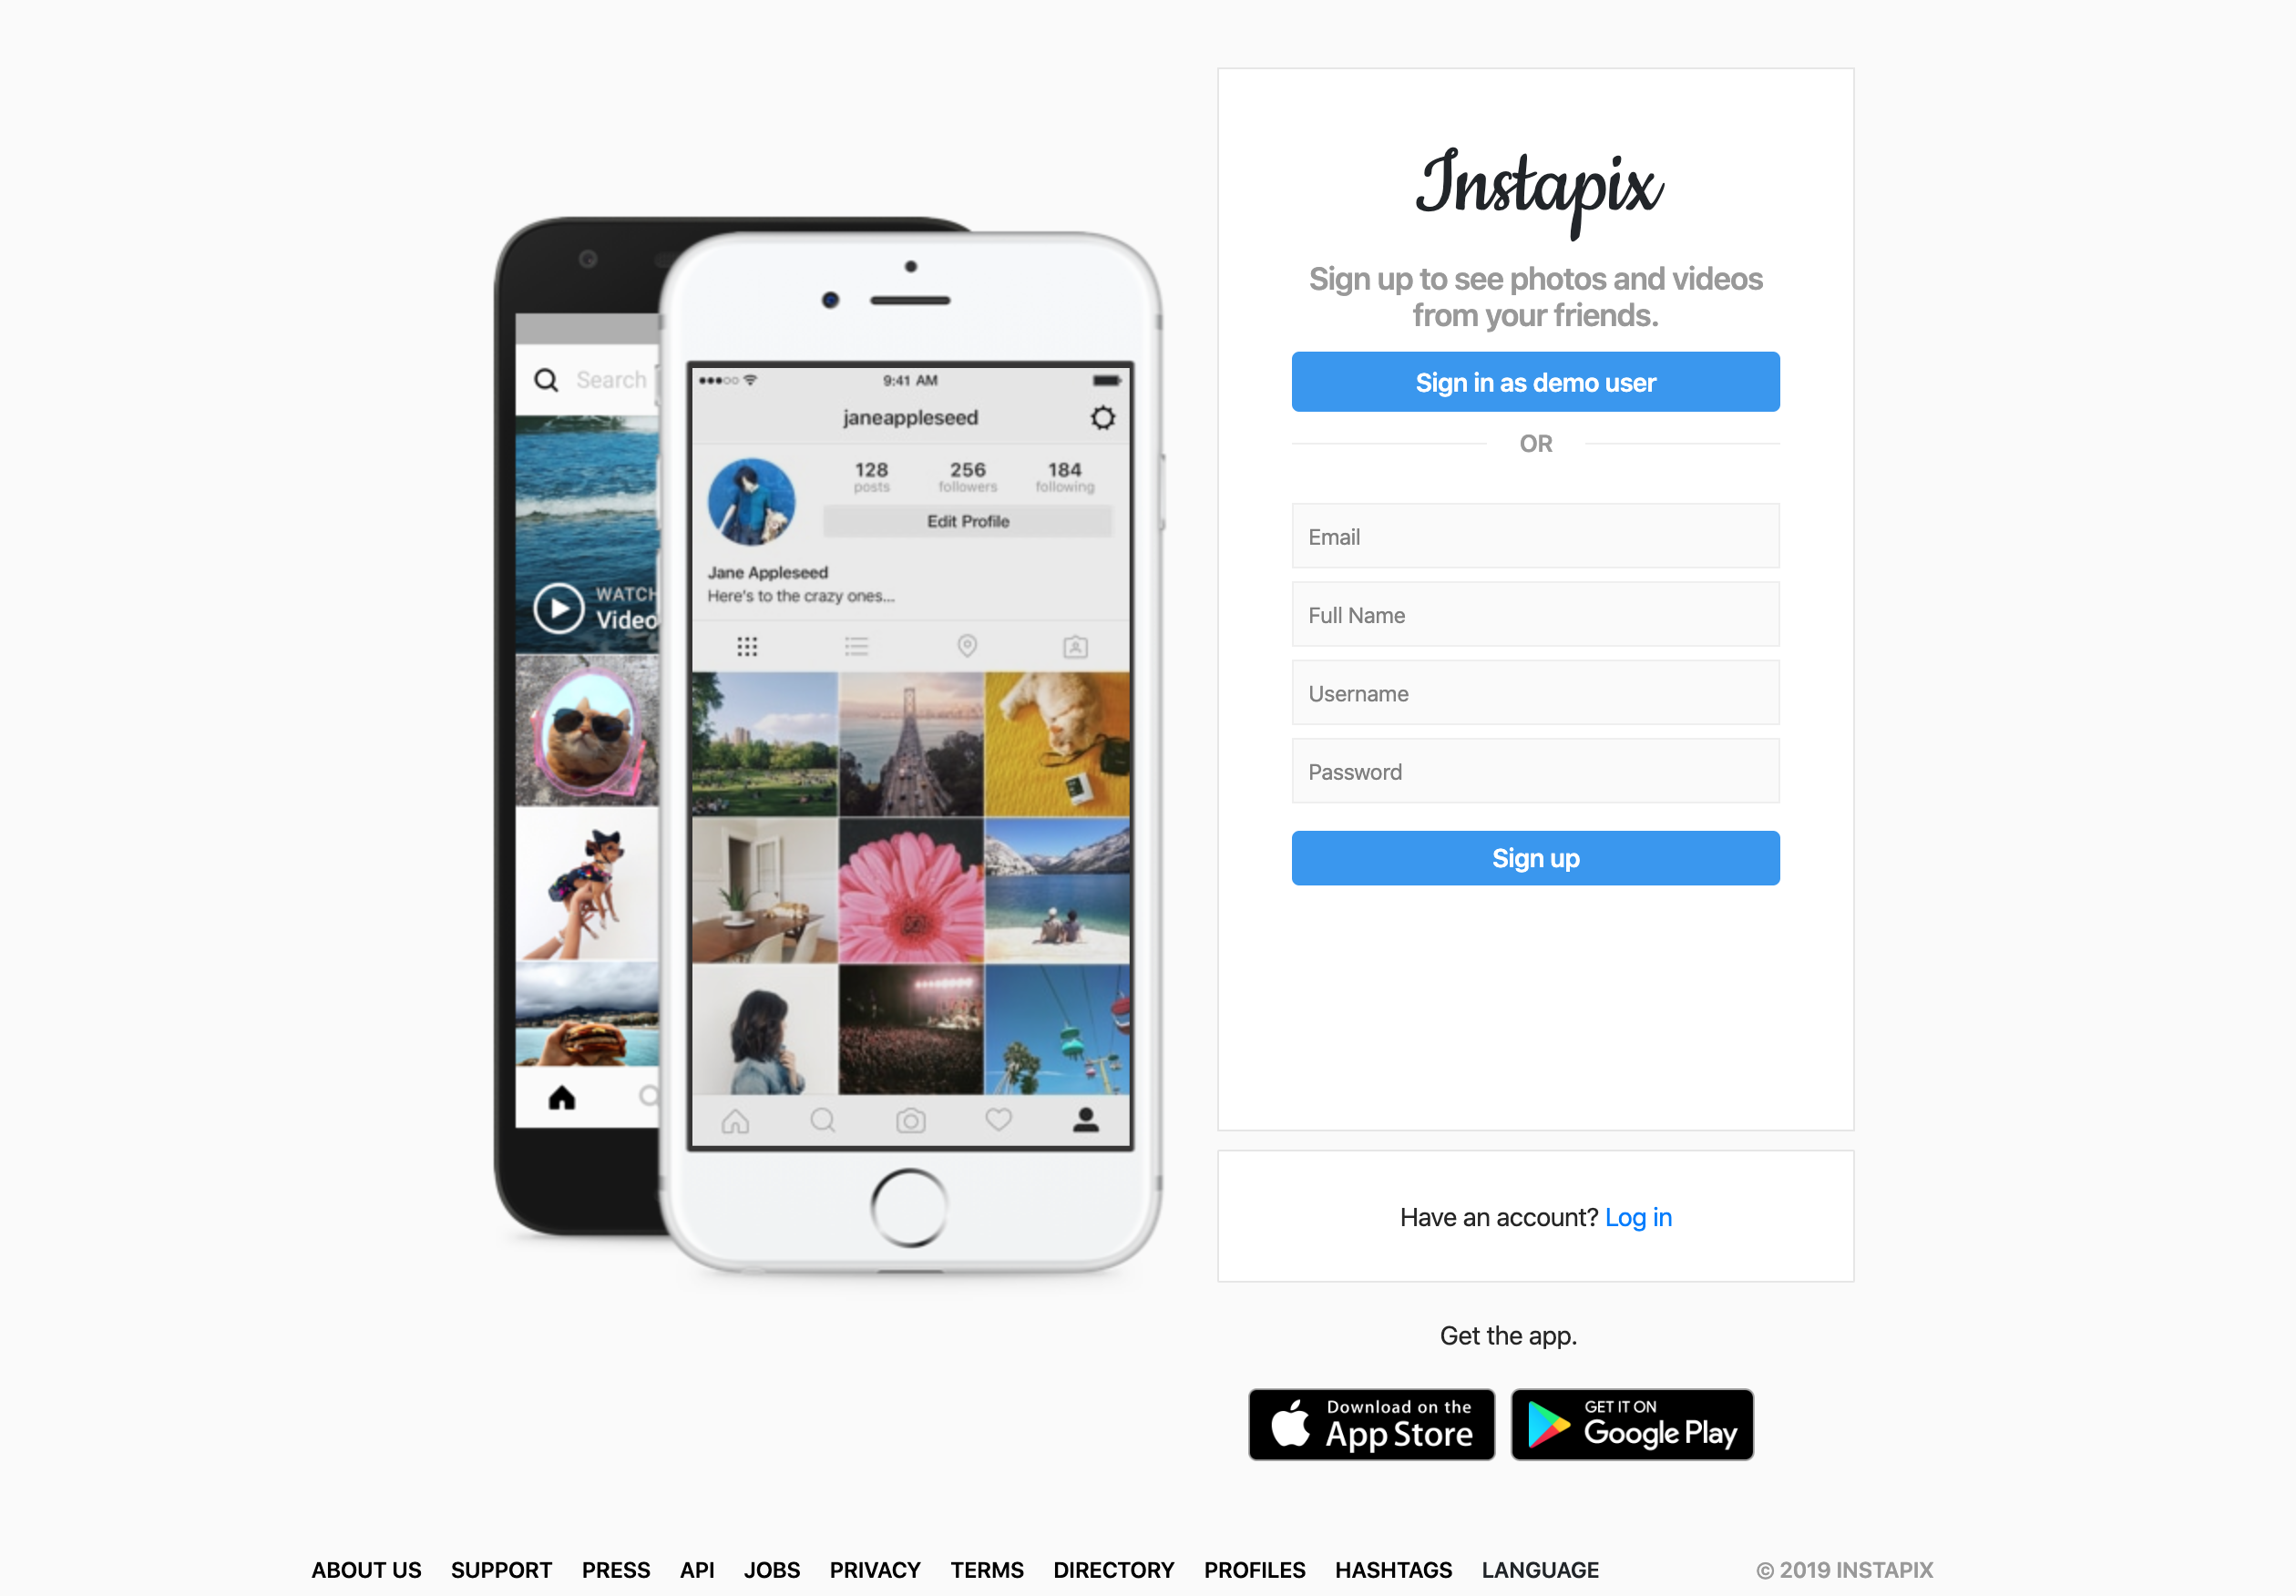 Search
WATCH
Video
9:41 AM
janeappleseed
128 256 184
posts followers following
Edit Profile
Jane Appleseed
Here's to the crazy ones...
Instapix
Sign up to see photos and videos
from your friends.
Sign in as demo user
OR
Email
Full Name
Username
Password
Sign up
Have an account? Log in
Get the app.
Download on the
App Store
GET IT ON
Google Play
ABOUT US SUPPORT PRESS API JOBS PRIVACY TERMS DIRECTORY PROFILES HASHTAGS LANGUAGE © 2019 INSTAPIX